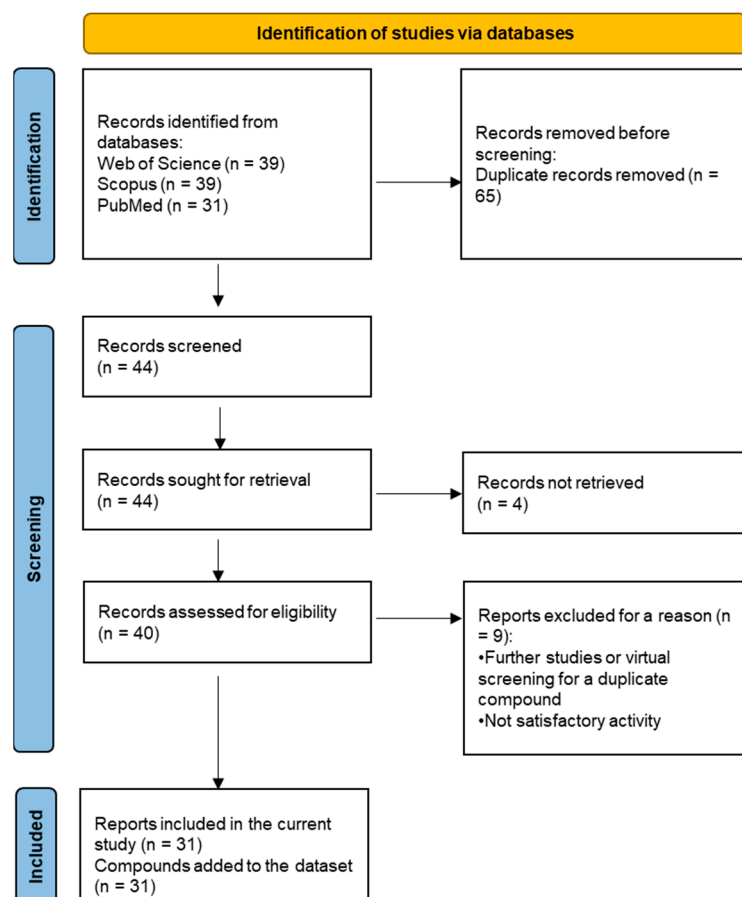 Identification of studies via databases
Identification
Records identified from
databases:
Web of Science (n = 39)
Scopus (n = 39)
PubMed (n = 31)
Records removed before
screening:
Duplicate records removed (n =
65)
Screening
Records screened
(n = 44)
Records sought for retrieval
(n = 44)
Records not retrieved
(n = 4)
Records assessed for eligibility
(n = 40)
Reports excluded for a reason (n
= 9):
•Further studies or virtual
screening for a duplicate
compound
•Not satisfactory activity
Included
Reports included in the current
study (n = 31)
Compounds added to the dataset
(n = 31)